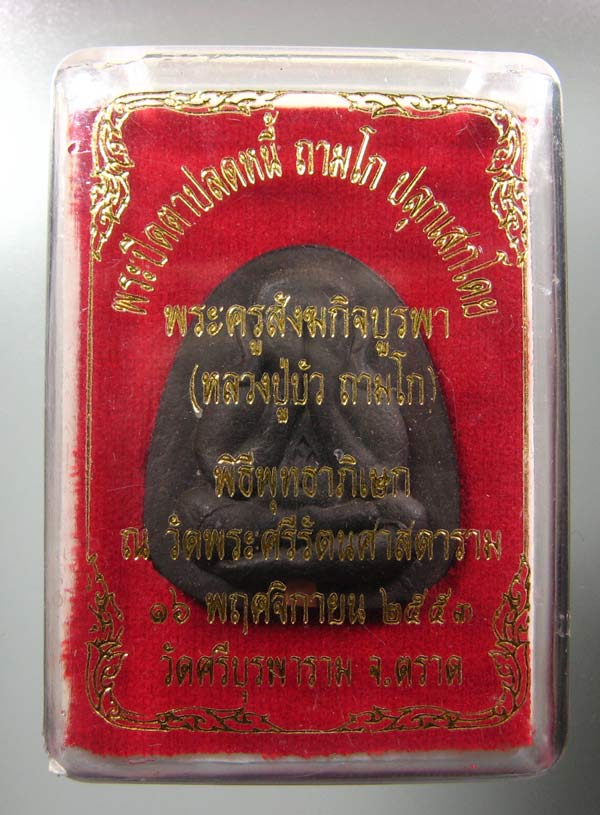 พระปิดตาปลดหนี้ ถามโก ปลุกเสกโดย
พระครูสังฆกิจบูรพา
(หลวงปู่บัว ถามโก)
พิธีพุทธาภิเษก
ณ วัดพระศรีรัตนศาสดาราม
๑๖ พฤศจิกายน ๒๕๕๓
วัดศรีบูรพาราม จ.ตราด